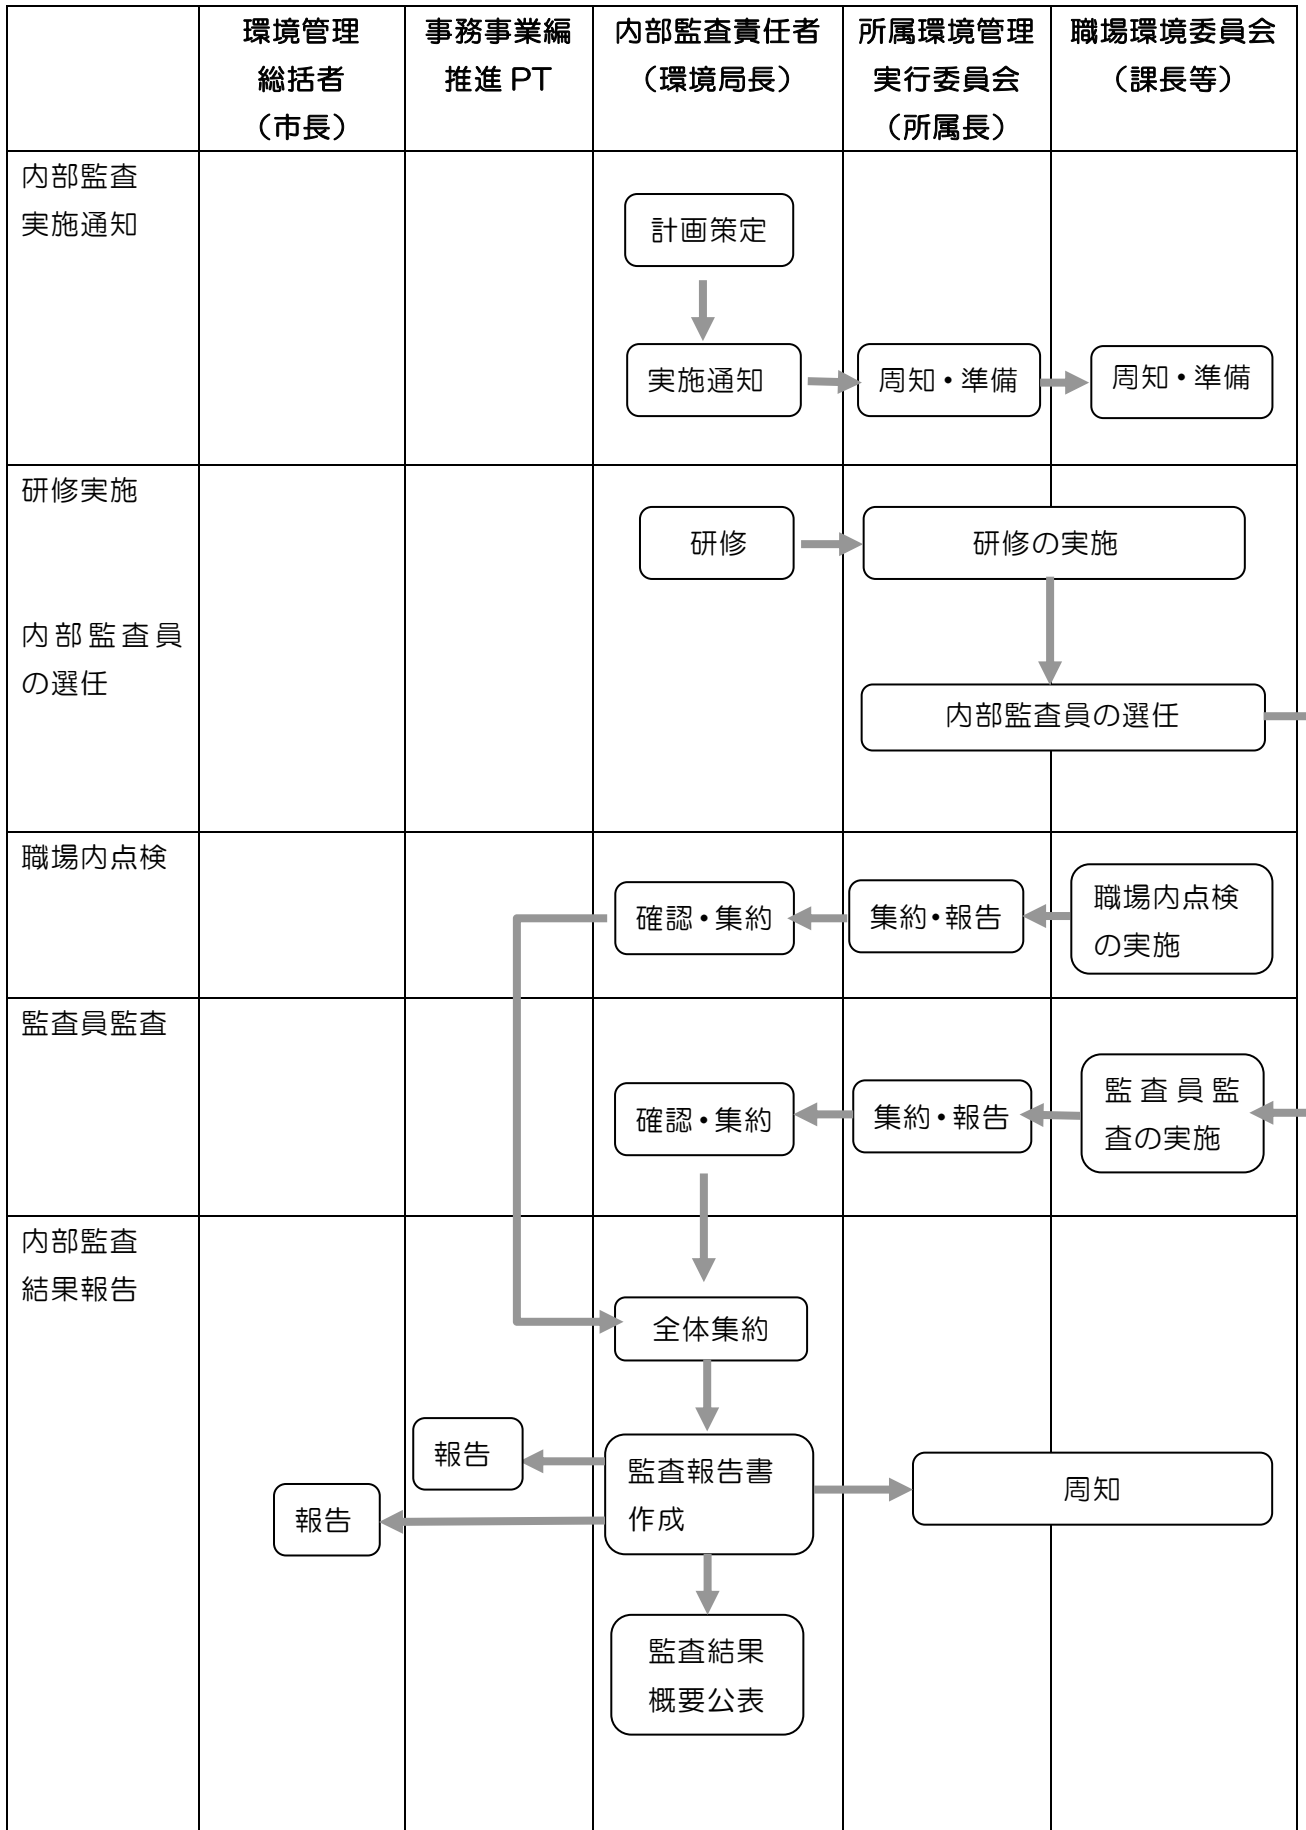 環境管理
総括者
（市長）
事務事業編
推進 PT
内部監査責任者
（環境局長）
所属環境管理
実行委員会
（所属長）
職場環境委員会
（課長等）
内部監査
実施通知
計画策定
実施通知
周知・準備
周知・準備
研修実施
研修
研修の実施
内部監査員
の選任
内部監査員の選任
職場内点検
確認・集約
集約・報告
職場内点検
の実施
監査員監査
確認・集約
集約・報告
監査員監
査の実施
内部監査
結果報告
全体集約
報告
報告
監査報告書
作成
周知
監査結果
概要公表